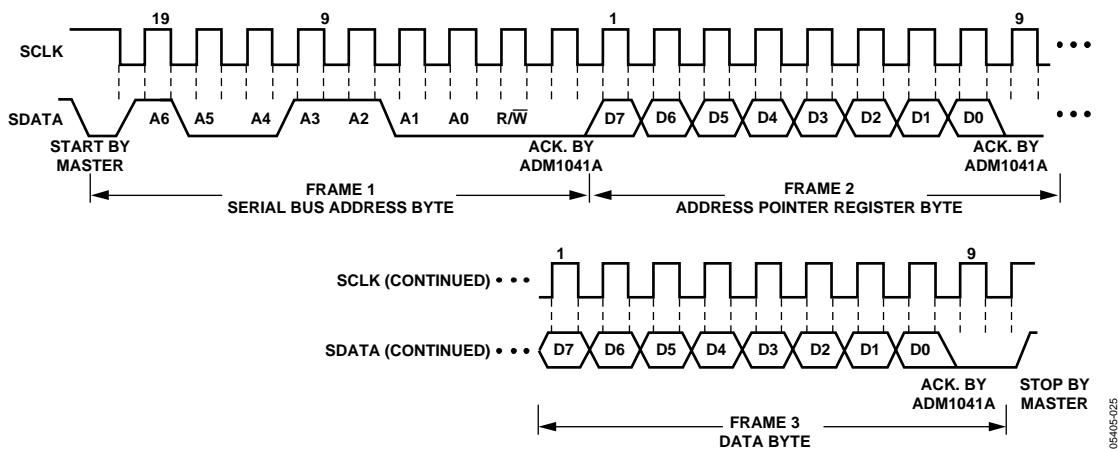 19 9 1 9
SCLK
SDATA A6 A5 A4 A3 A2 A1 A0 R/W̅ D7 D6 D5 D4 D3 D2 D1 D0
START BY MASTER
ACK. BY ADM1041A
ACK. BY ADM1041A
FRAME 1
SERIAL BUS ADDRESS BYTE
FRAME 2
ADDRESS POINTER REGISTER BYTE
1 9
SCLK (CONTINUED)
SDATA (CONTINUED) D7 D6 D5 D4 D3 D2 D1 D0
ACK. BY ADM1041A
STOP BY MASTER
FRAME 3
DATA BYTE
05405-025